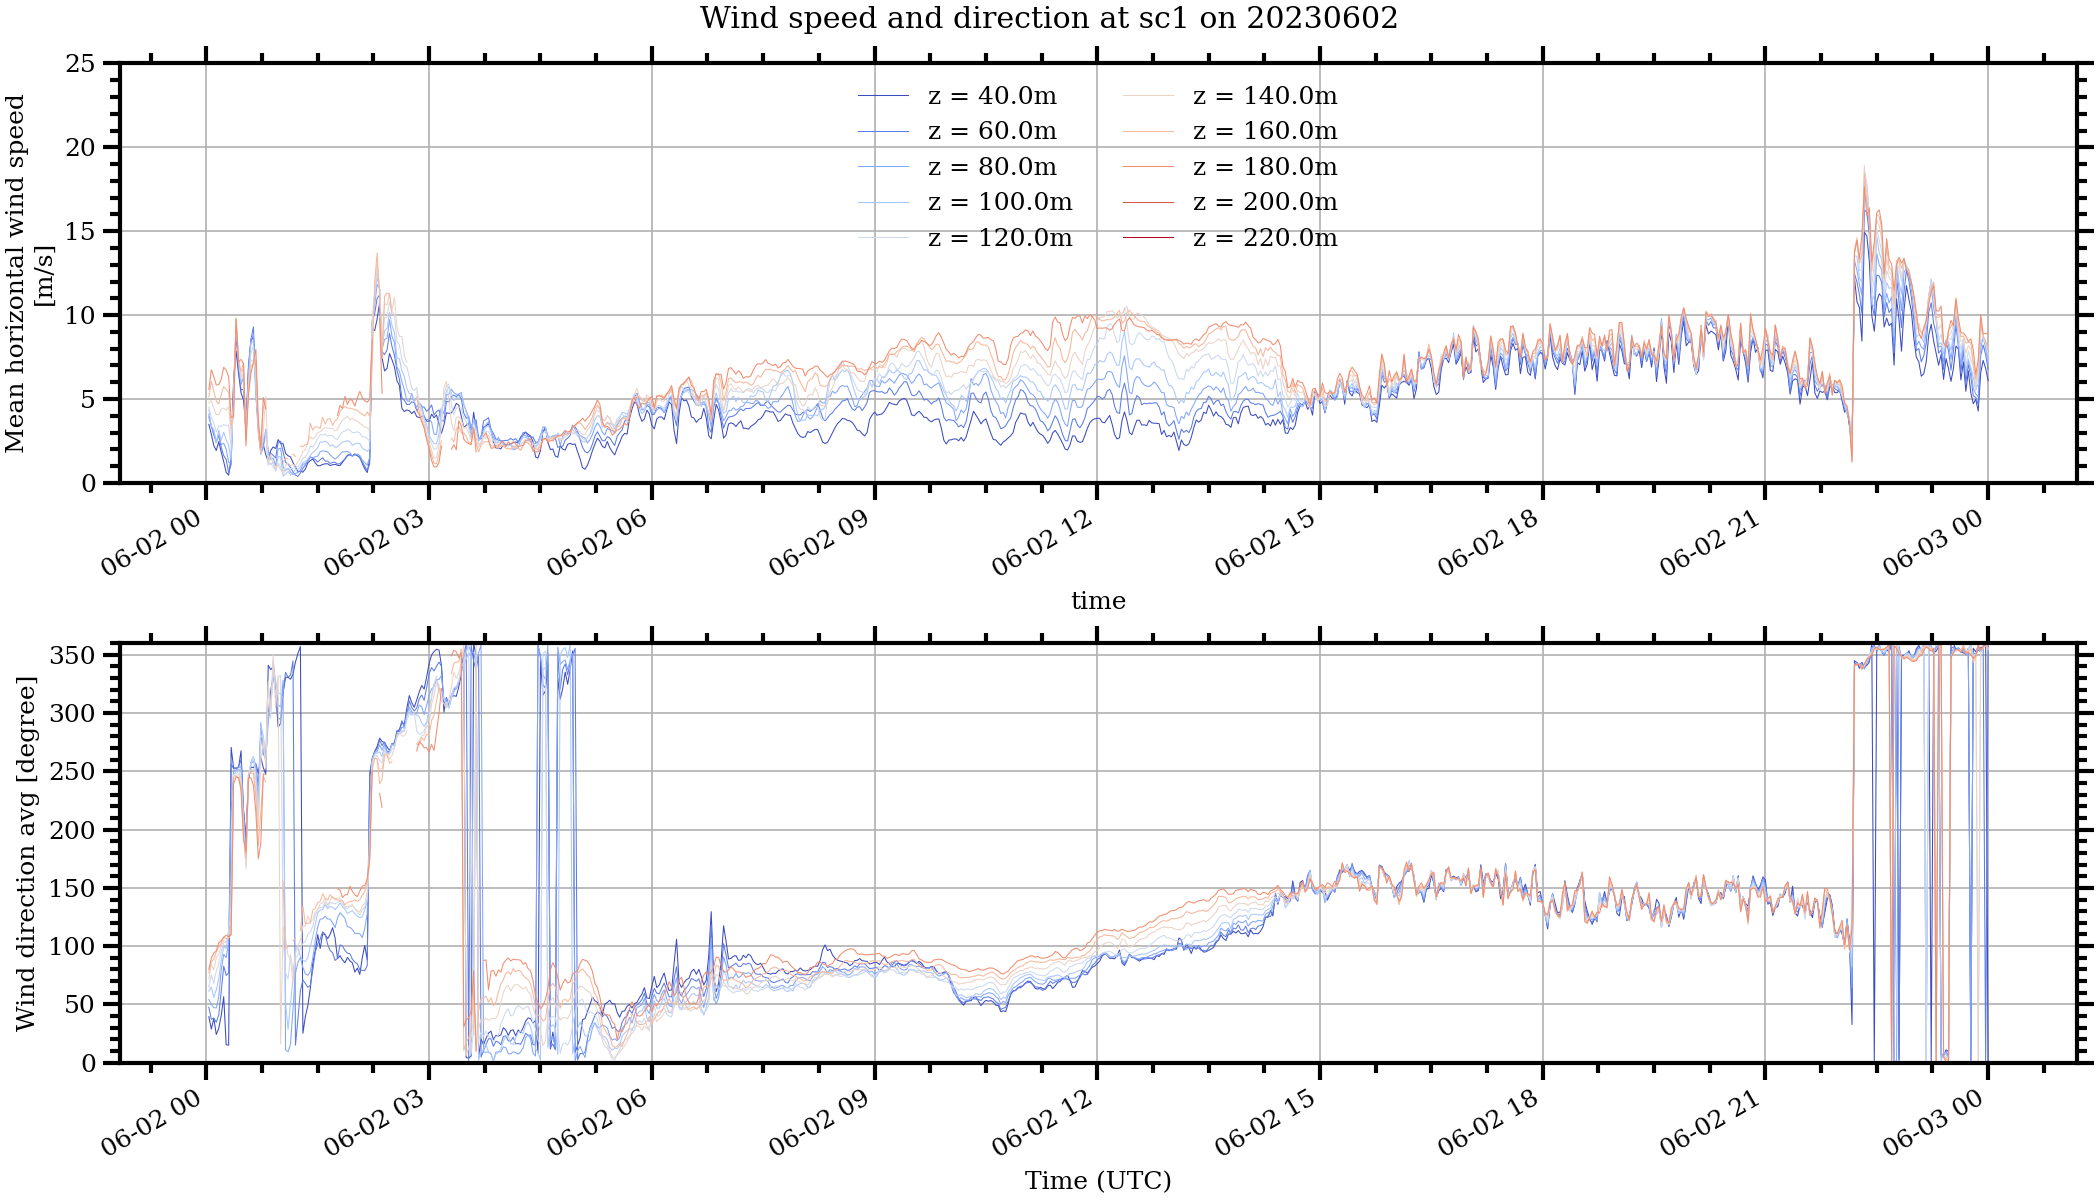 Wind speed and direction at sc1 on 20230602
Mean horizontal wind speed
[m/s]
25
20
15
10
5
0
z = 40.0m
z = 60.0m
z = 80.0m
z = 100.0m
z = 120.0m
z = 140.0m
z = 160.0m
z = 180.0m
z = 200.0m
z = 220.0m
06-02 00
06-02 03
06-02 06
06-02 09
06-02 12
06-02 15
06-02 18
06-02 21
06-03 00
time
Wind direction avg [degree]
350
300
250
200
150
100
50
0
06-02 00
06-02 03
06-02 06
06-02 09
06-02 12
06-02 15
06-02 18
06-02 21
06-03 00
Time (UTC)